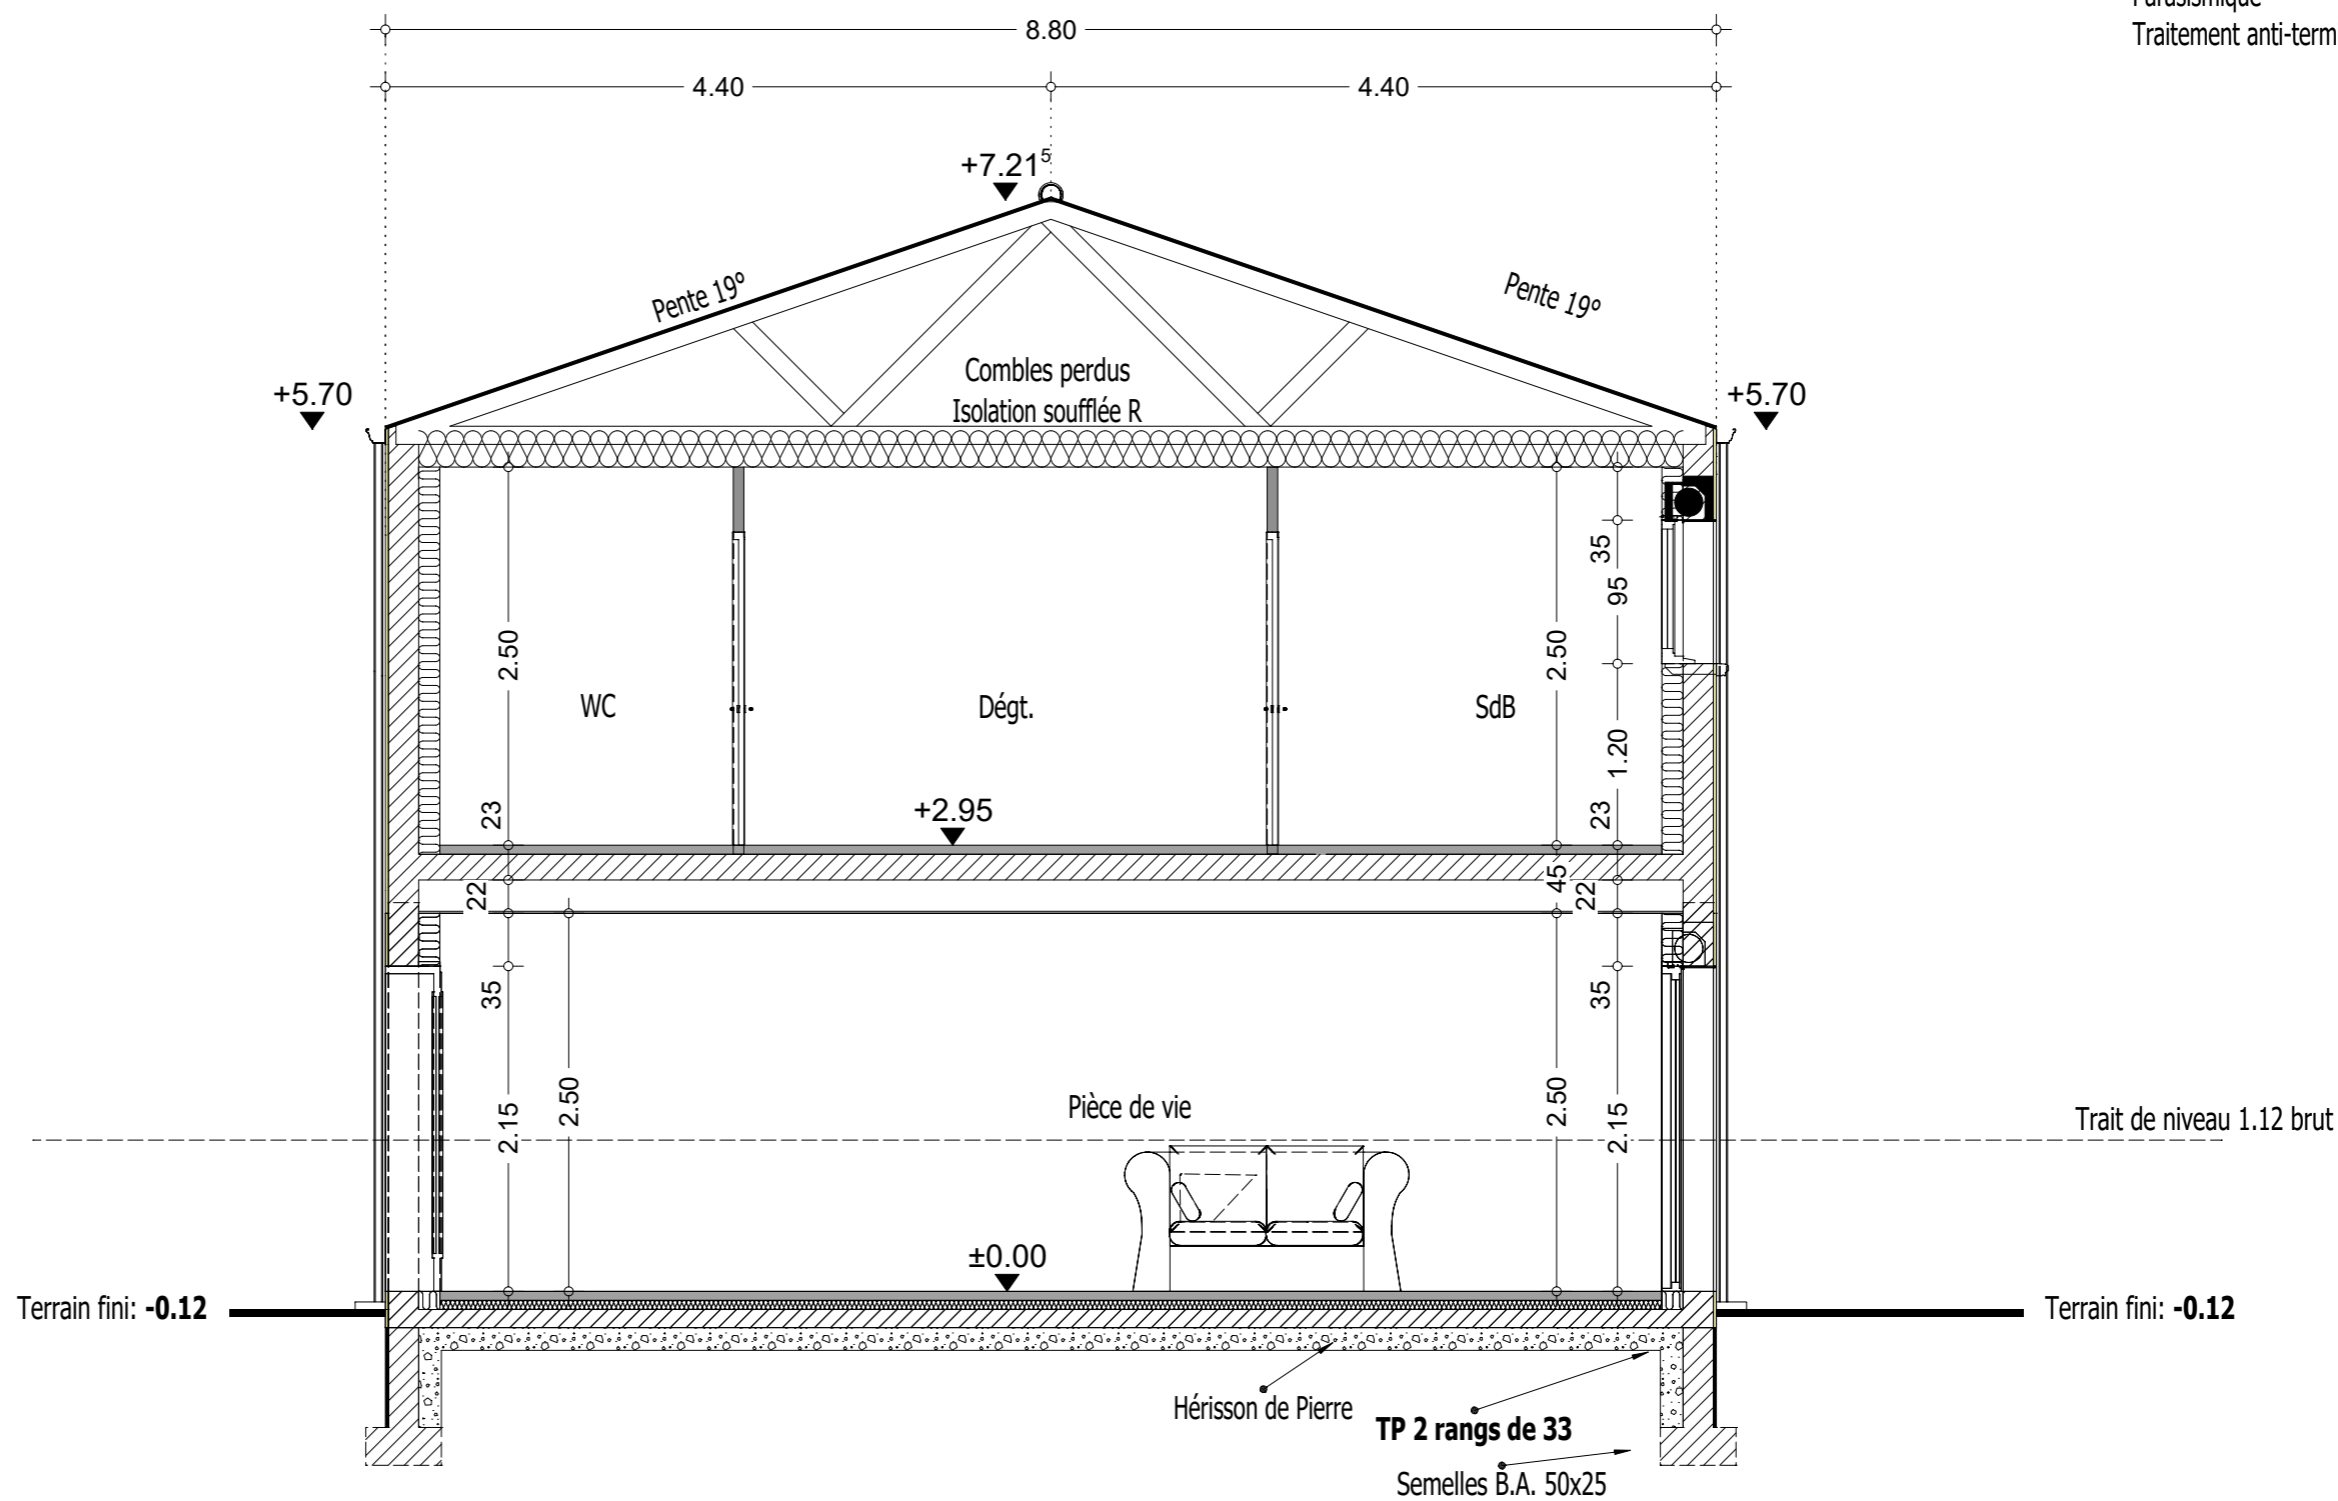 Parasismique
Traitement anti-term
8.80
4.40
4.40
+7.21⁵
Pente 19º
Pente 19º
Combles perdus
Isolation soufflée R
+5.70
+5.70
35
95
2.50
2.50
WC
Dégt.
SdB
1.20
23
+2.95
23
22
45
22
35
35
2.15
2.50
2.50
2.15
Pièce de vie
Trait de niveau 1.12 brut
±0.00
Terrain fini: -0.12
Terrain fini: -0.12
Hérisson de Pierre
TP 2 rangs de 33
Semelles B.A. 50x25